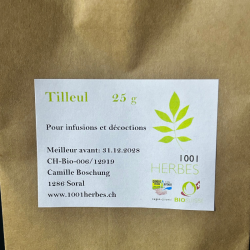 Tilleul 25 g
Pour infusions et décoctions
Meilleur avant: 31.12.2028
CH-Bio-006/12919
Camille Boschung
1286 Soral
www.1001herbes.ch
1001
HERBES
BIO